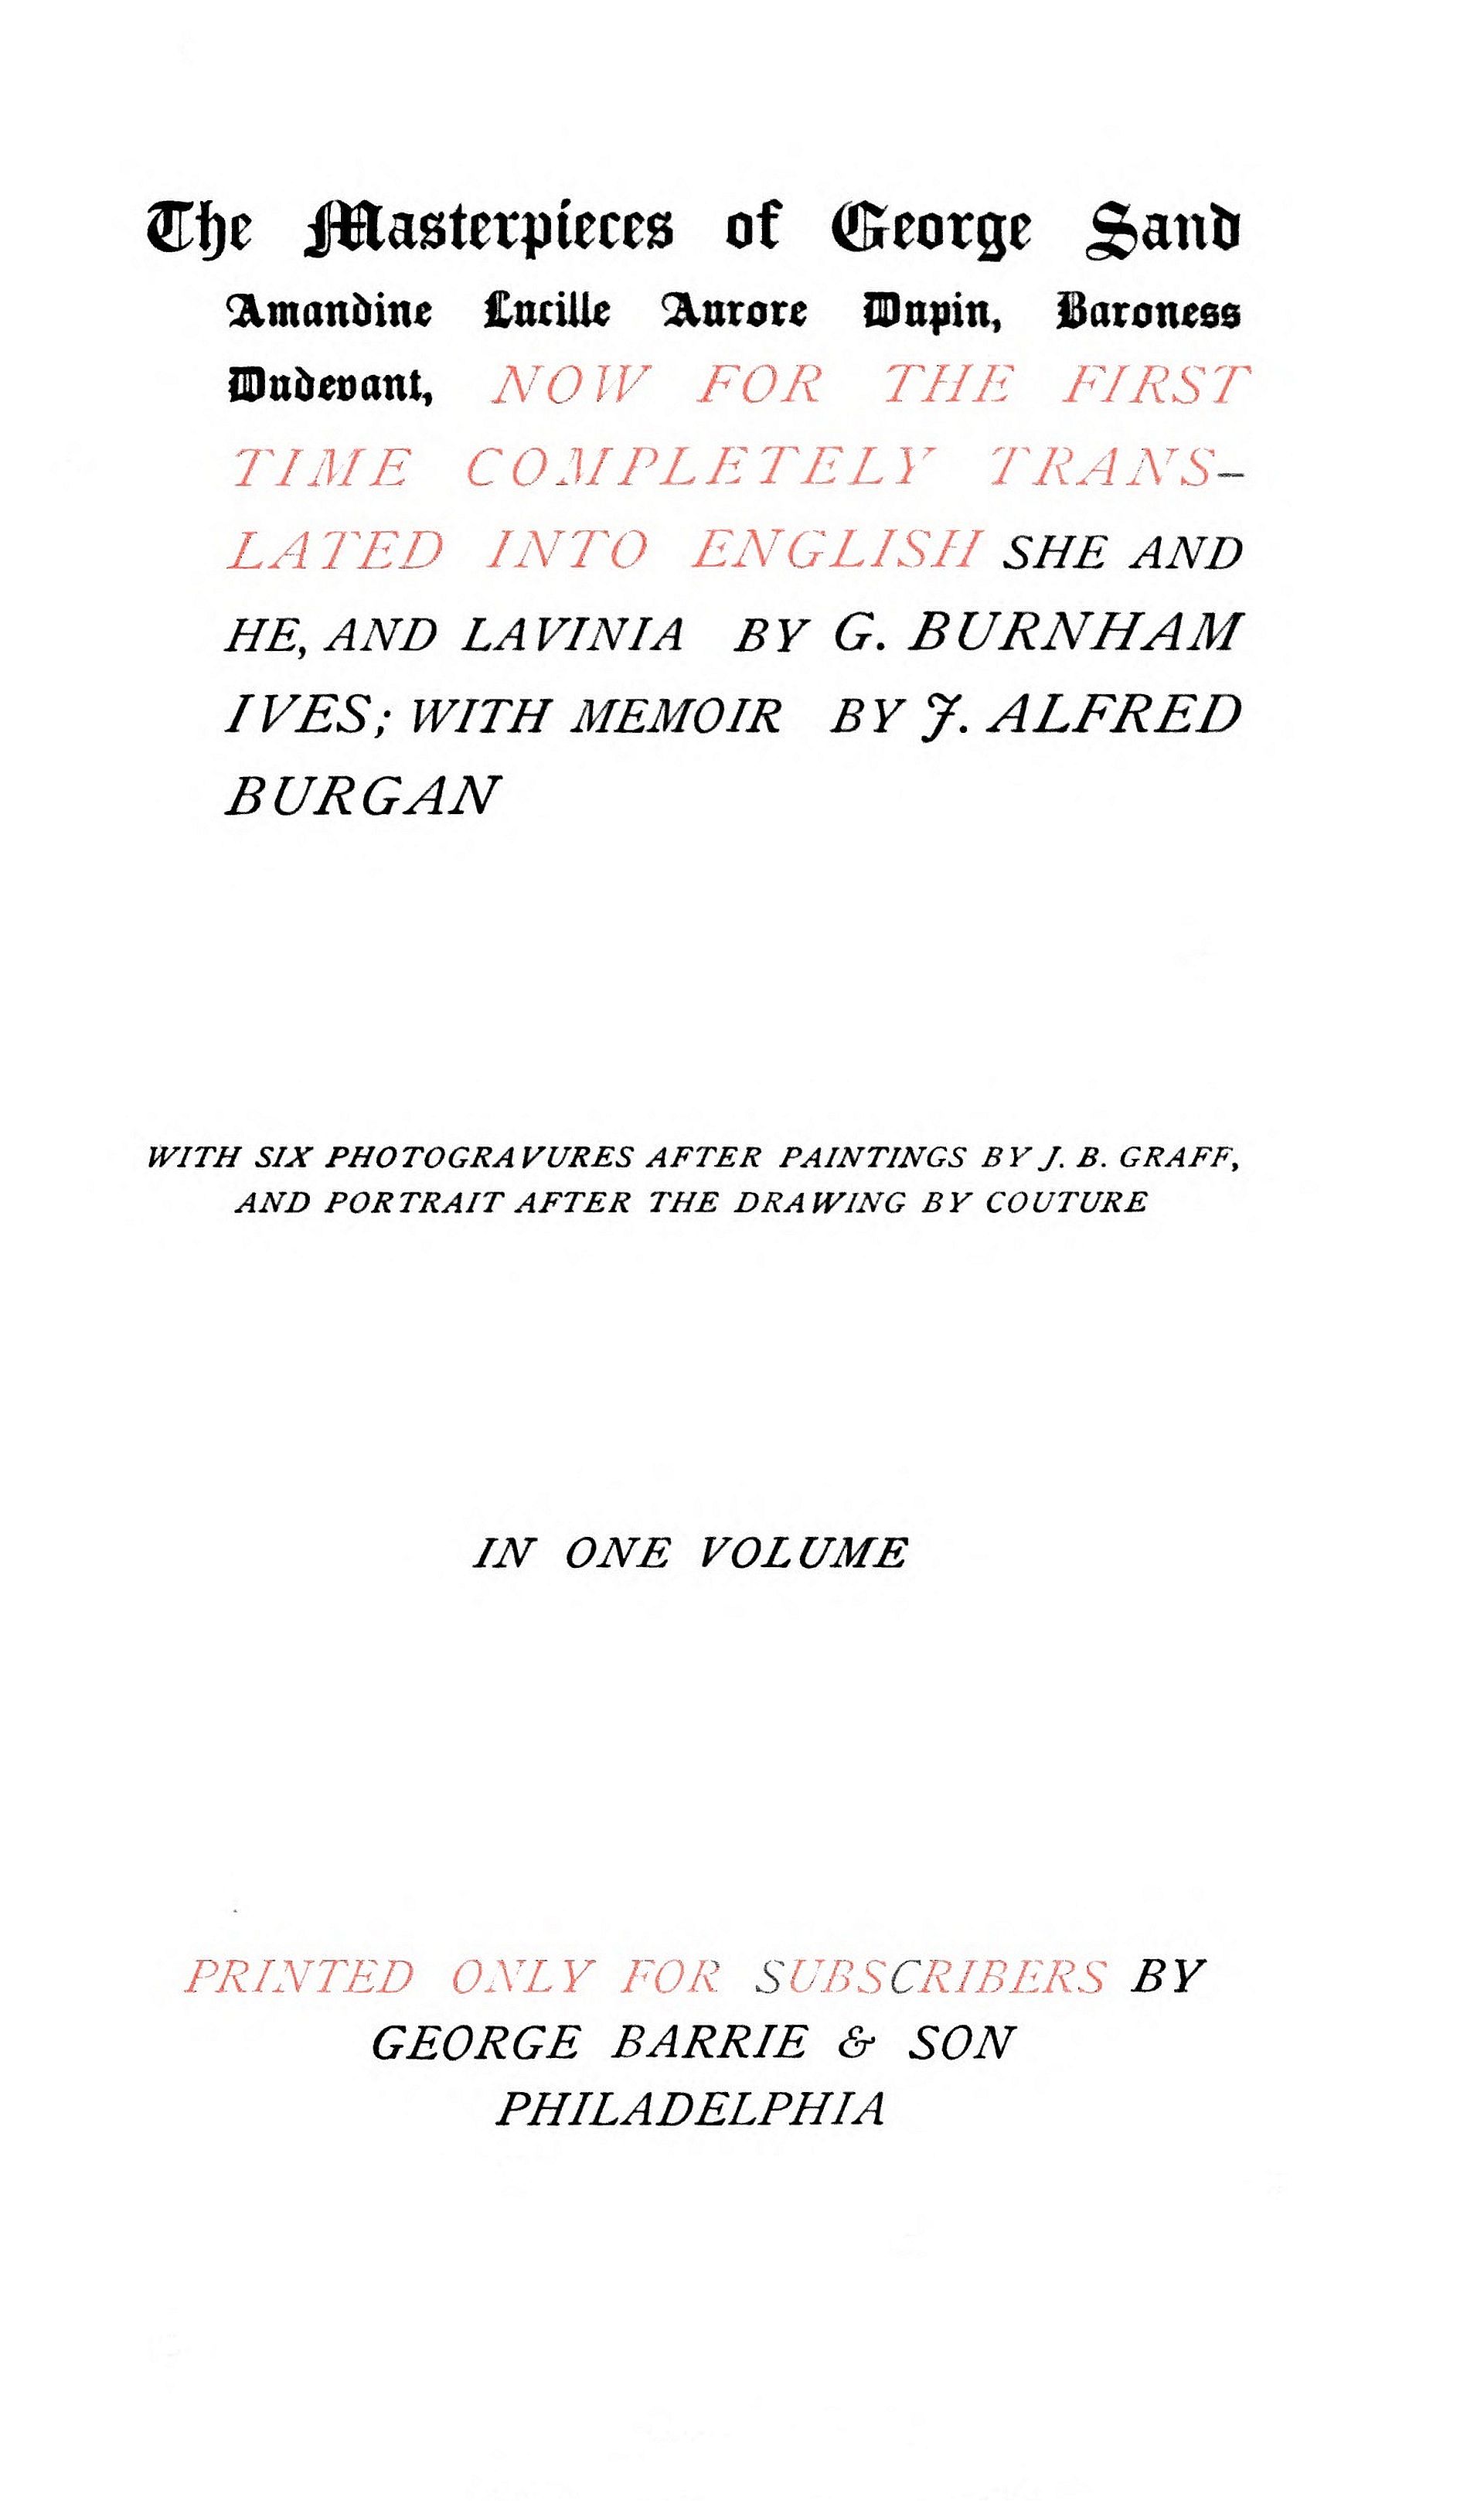 The Masterpieces of George Sand
Amandine Lucille Aurore Dupin, Baroness
Dudevant, NOW FOR THE FIRST
TIME COMPLETELY TRANS-
LATED INTO ENGLISH SHE AND
HE, AND LAVINIA BY G. BURNHAM
IVES; WITH MEMOIR BY J. ALFRED
BURGAN
WITH SIX PHOTOGRAVURES AFTER PAINTINGS BY J. B. GRAFF,
AND PORTRAIT AFTER THE DRAWING BY COUTURE
IN ONE VOLUME
PRINTED ONLY FOR SUBSCRIBERS BY
GEORGE BARRIE & SON
PHILADELPHIA